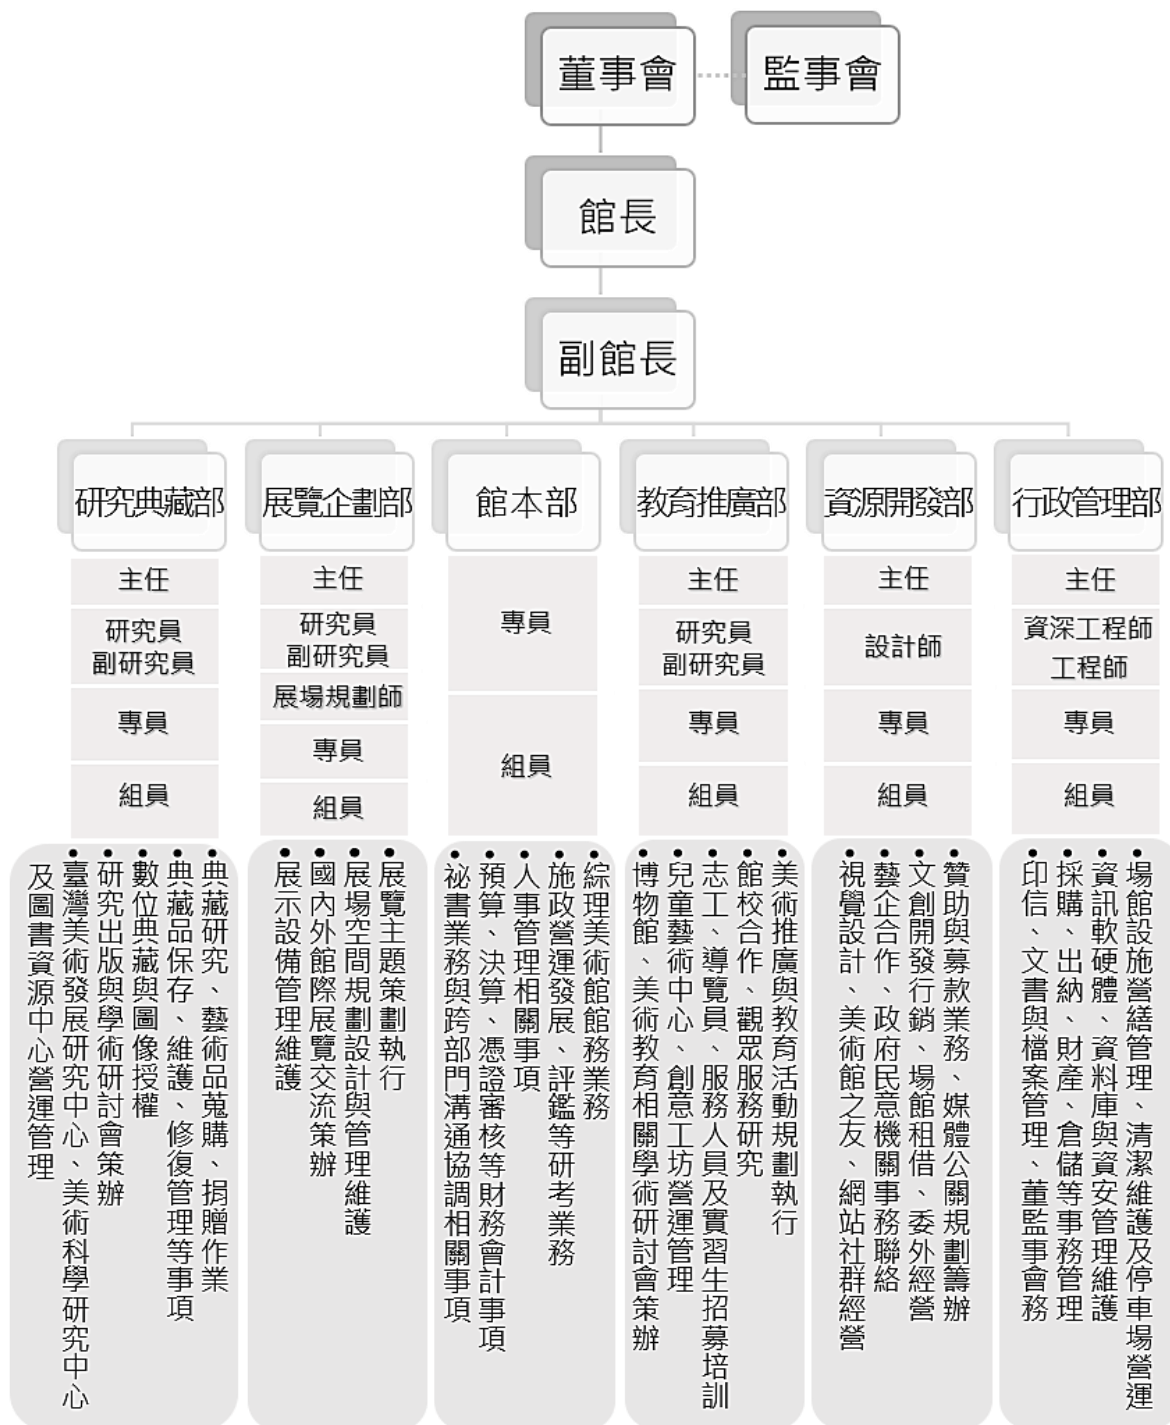 董事會
監事會
館長
副館長
研究典藏部
展覽企劃部
館本部
教育推廣部
資源開發部
行政管理部
主任
研究員
副研究員
專員
組員
主任
研究員
副研究員
展場規劃師
專員
組員
專員
組員
主任
研究員
副研究員
專員
組員
主任
設計師
專員
組員
主任
資深工程師
工程師
專員
組員
•典藏研究、藝術品蒐購、捐贈作業
•典藏品保存、維護、修復管理等事項
•數位典藏與圖像授權
•研究出版與學術研討會策辦
•臺灣美術發展研究中心、美術科學研究中心
及圖書資源中心營運管理
•展覽主題策劃執行
•展場空間規劃設計與管理維護
•國內外館際展覽交流策辦
•展示設備管理維護
•綜理美術館館務業務
•施政營運發展、評鑑等研考業務
•人事管理相關事項
•預算、決算、憑證審核等財務會計事項
•祕書業務與跨部門溝通協調相關事項
•美術推廣與教育活動規劃執行
•館校合作、觀眾服務研究
•志工、導覽員、服務人員及實習生招募培訓
•兒童藝術中心、創意工坊營運管理
•博物館、美術教育相關學術研討會策辦
•贊助與募款業務、媒體公關規劃籌辦
•文創開發行銷、場館租借、委外經營
•藝企合作、政府民意機關事務聯絡
•視覺設計、美術館之友、網站社群經營
•場館設施營繕管理、清潔維護及停車場營運
•資訊軟硬體、資料庫與資安管理維護
•採購、出納、財產、倉儲等事務管理
•印信、文書與檔案管理、董監事會務